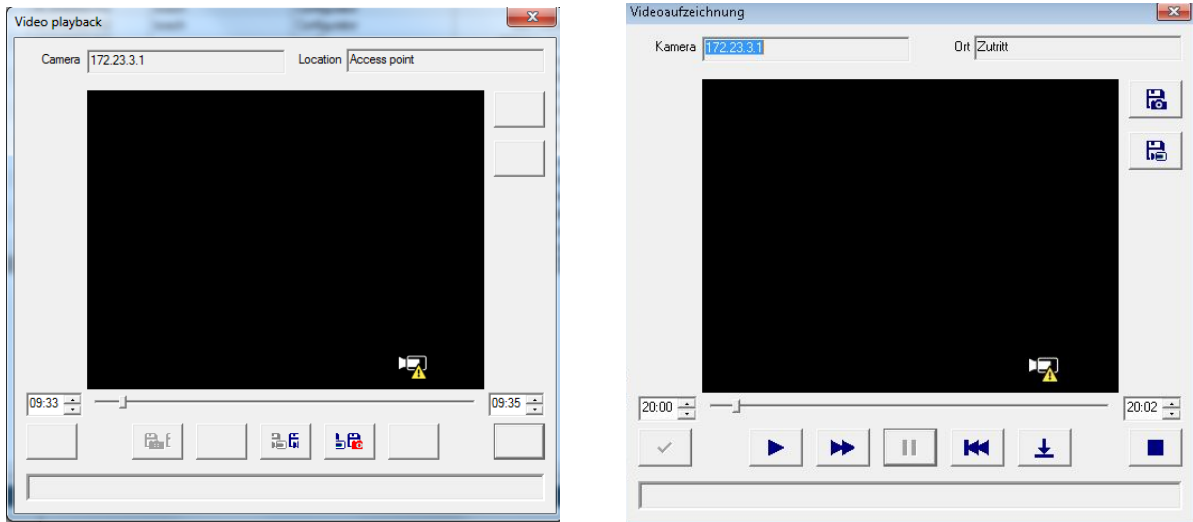 Video playback
Camera 172.23.3.1 Location Access point
09:33 09:35
Videoaufzeichnung
Kamera 172.23.3.1 Ort Zutritt
20:00 20:02